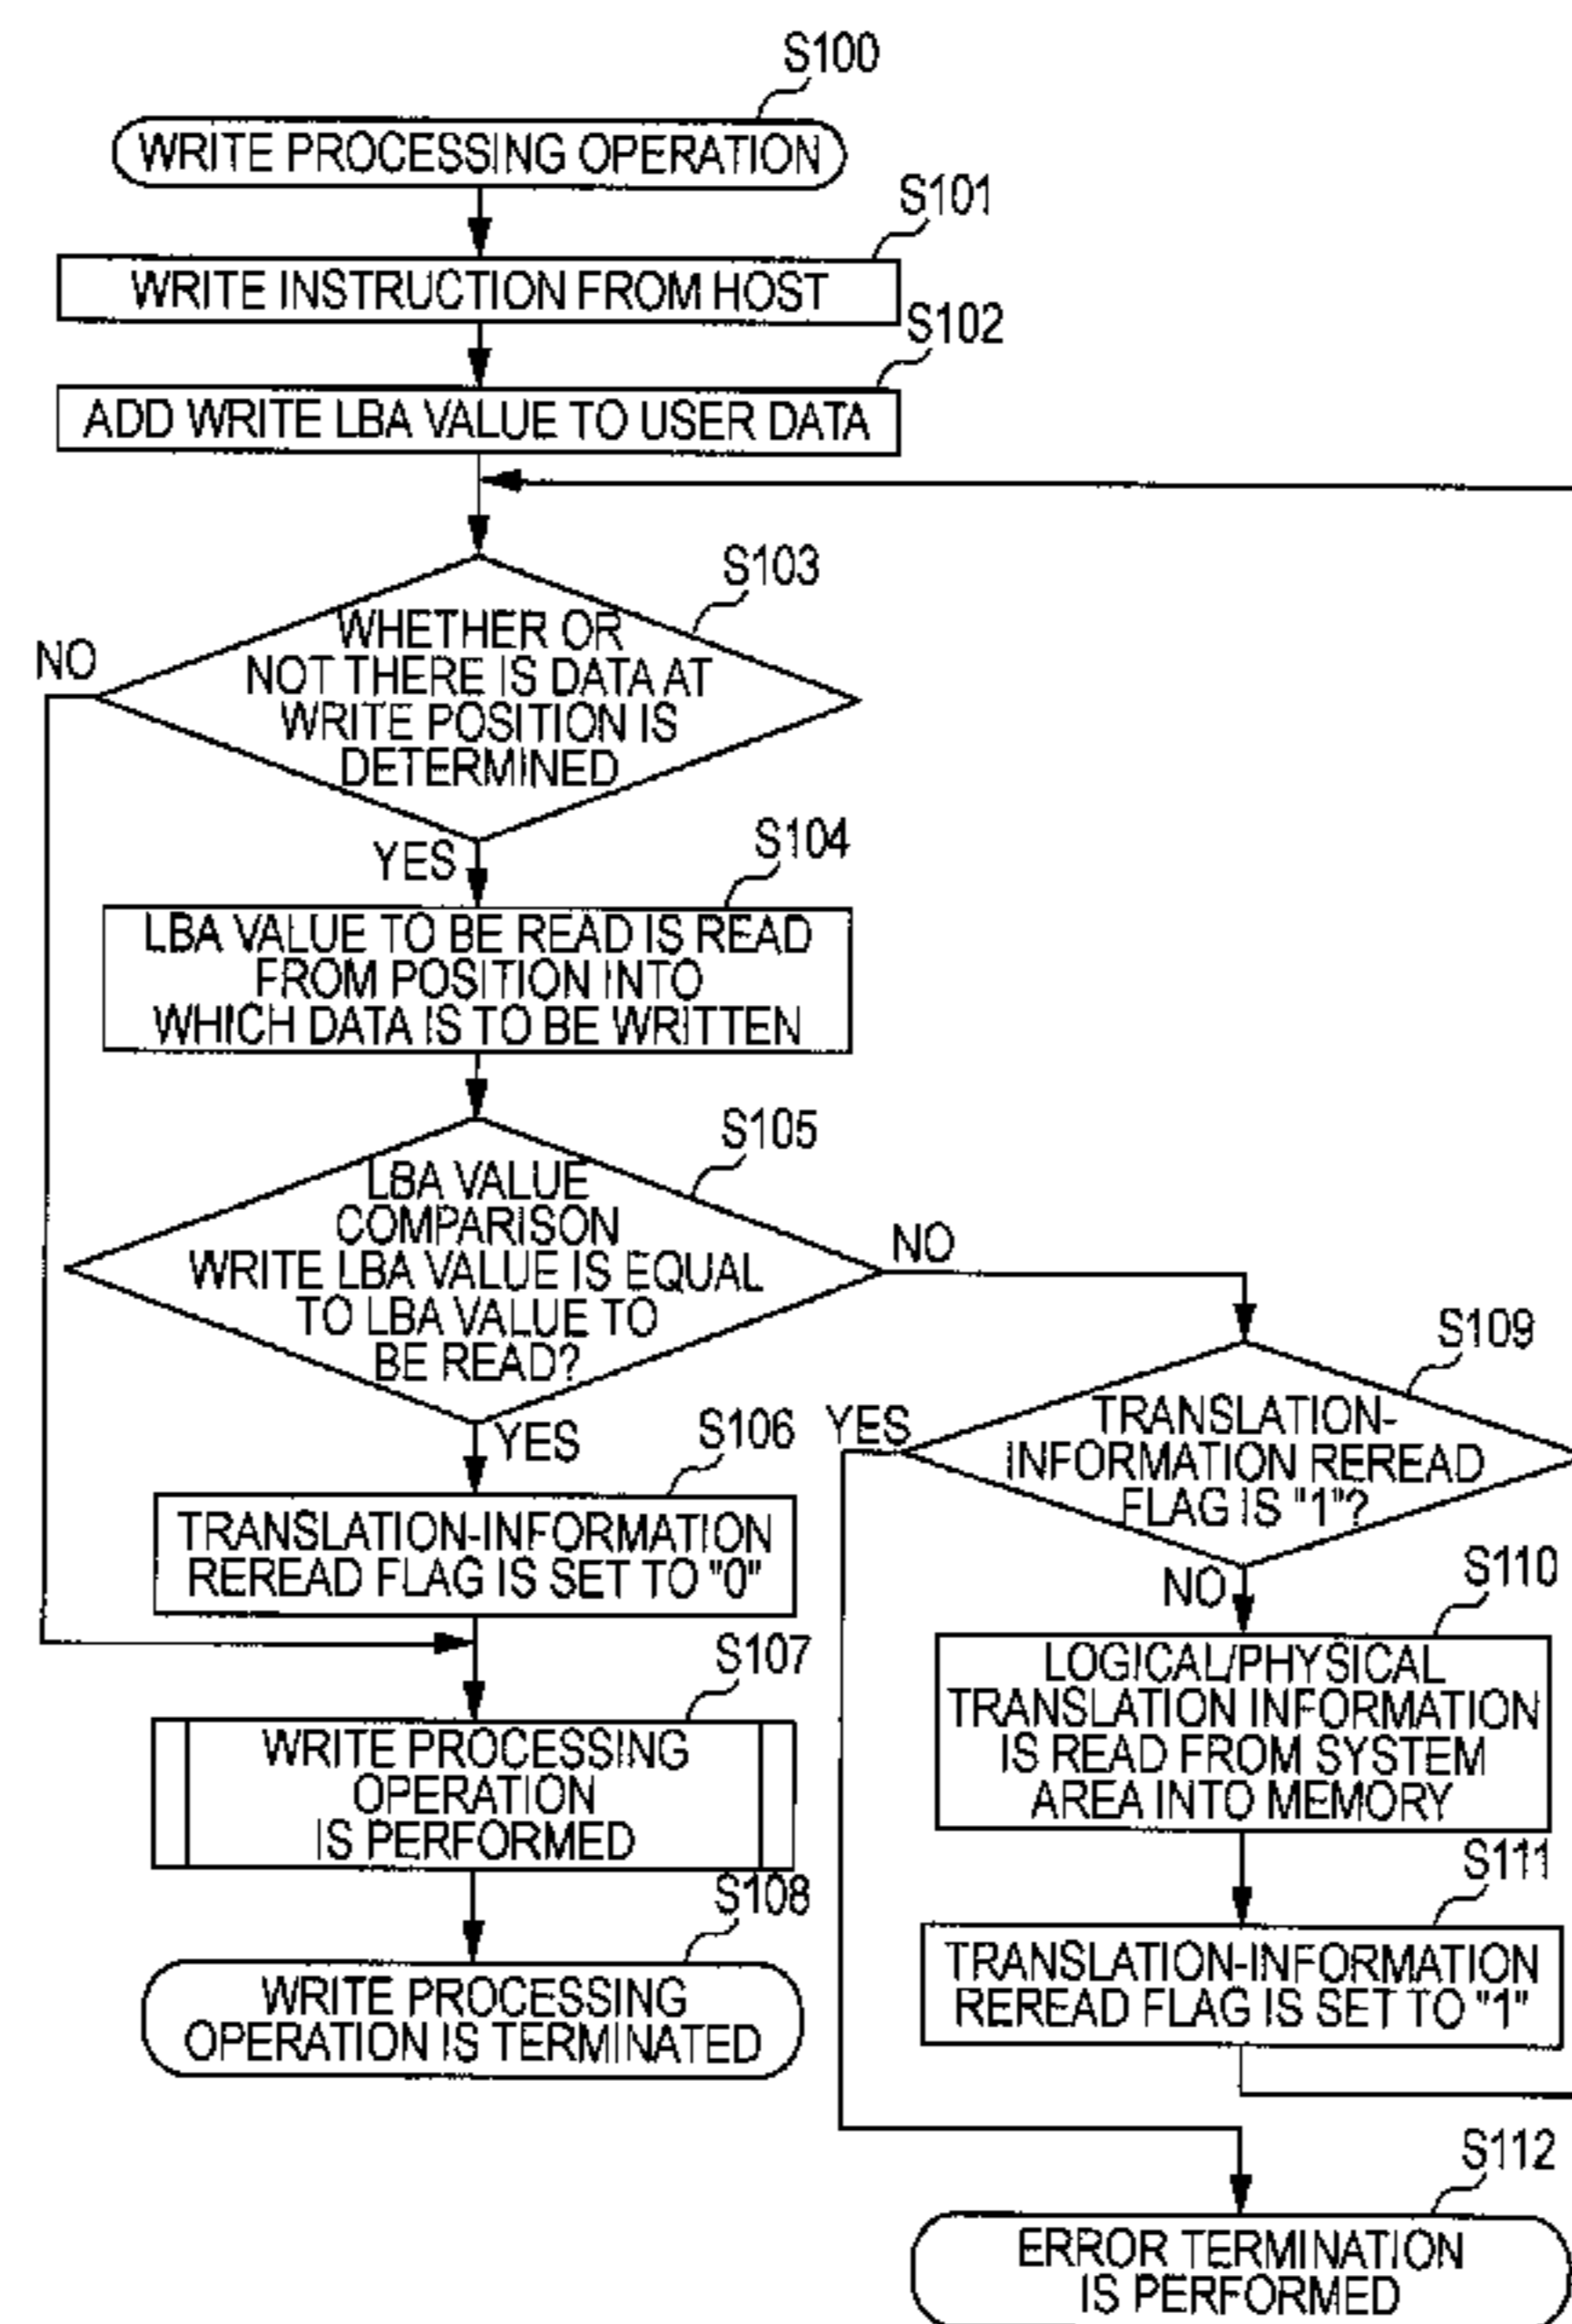 S100
WRITE PROCESSING OPERATION
S101
WRITE INSTRUCTION FROM HOST
S102
ADD WRITE LBA VALUE TO USER DATA
S103
WHETHER OR
NOT THERE IS DATA AT
WRITE POSITION IS
DETERMINED
NO
YES
S104
LBA VALUE TO BE READ IS READ
FROM POSITION INTO
WHICH DATA IS TO BE WRITTEN
S105
LBA VALUE
COMPARISON
WRITE LBA VALUE IS EQUAL
TO LBA VALUE TO
BE READ?
NO
YES
S106
TRANSLATION-INFORMATION
REREAD FLAG IS SET TO "0"
S107
WRITE PROCESSING
OPERATION
IS PERFORMED
S108
WRITE PROCESSING
OPERATION IS TERMINATED
S109
TRANSLATION-
INFORMATION REREAD
FLAG IS "1"?
YES
NO
S110
LOGICAL/PHYSICAL
TRANSLATION INFORMATION
IS READ FROM SYSTEM
AREA INTO MEMORY
S111
TRANSLATION-INFORMATION
REREAD FLAG IS SET TO "1"
S112
ERROR TERMINATION
IS PERFORMED